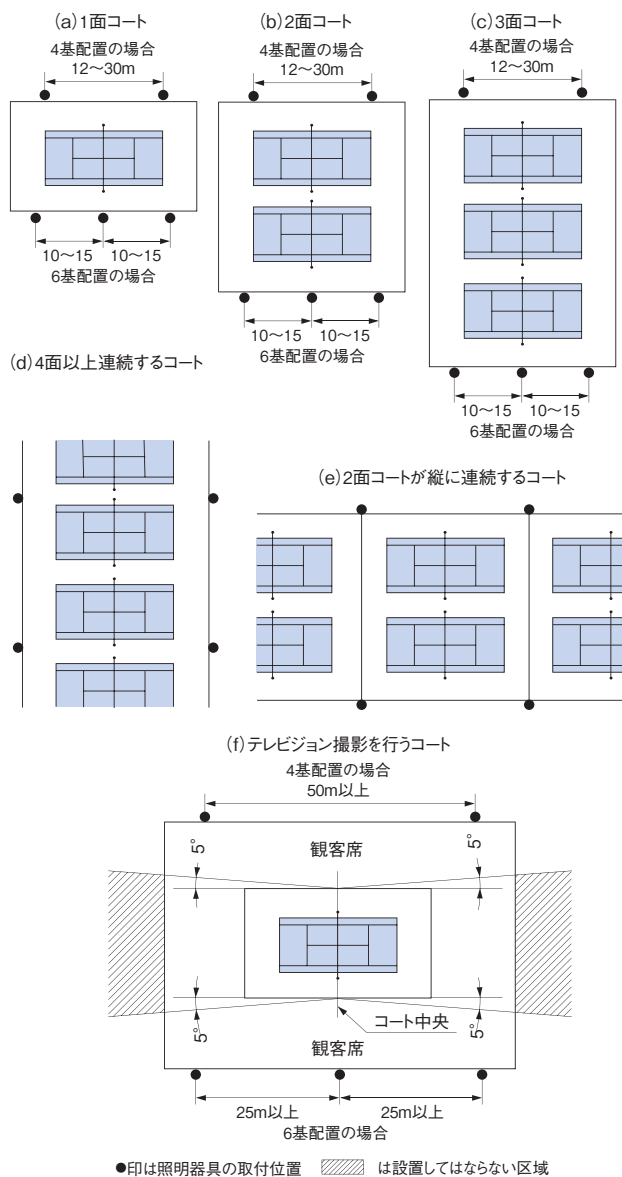 (a)1面コート
4基配置の場合
12〜30m
10〜15
10〜15
6基配置の場合
(b)2面コート
4基配置の場合
12〜30m
10〜15
10〜15
6基配置の場合
(c)3面コート
4基配置の場合
12〜30m
10〜15
10〜15
6基配置の場合
(d)4面以上連続するコート
(e)2面コートが縦に連続するコート
(f)テレビジョン撮影を行うコート
4基配置の場合
50m以上
5°
観客席
5°
5°
コート中央
5°
観客席
25m以上
25m以上
6基配置の場合
●印は照明器具の取付位置
は設置してはならない区域